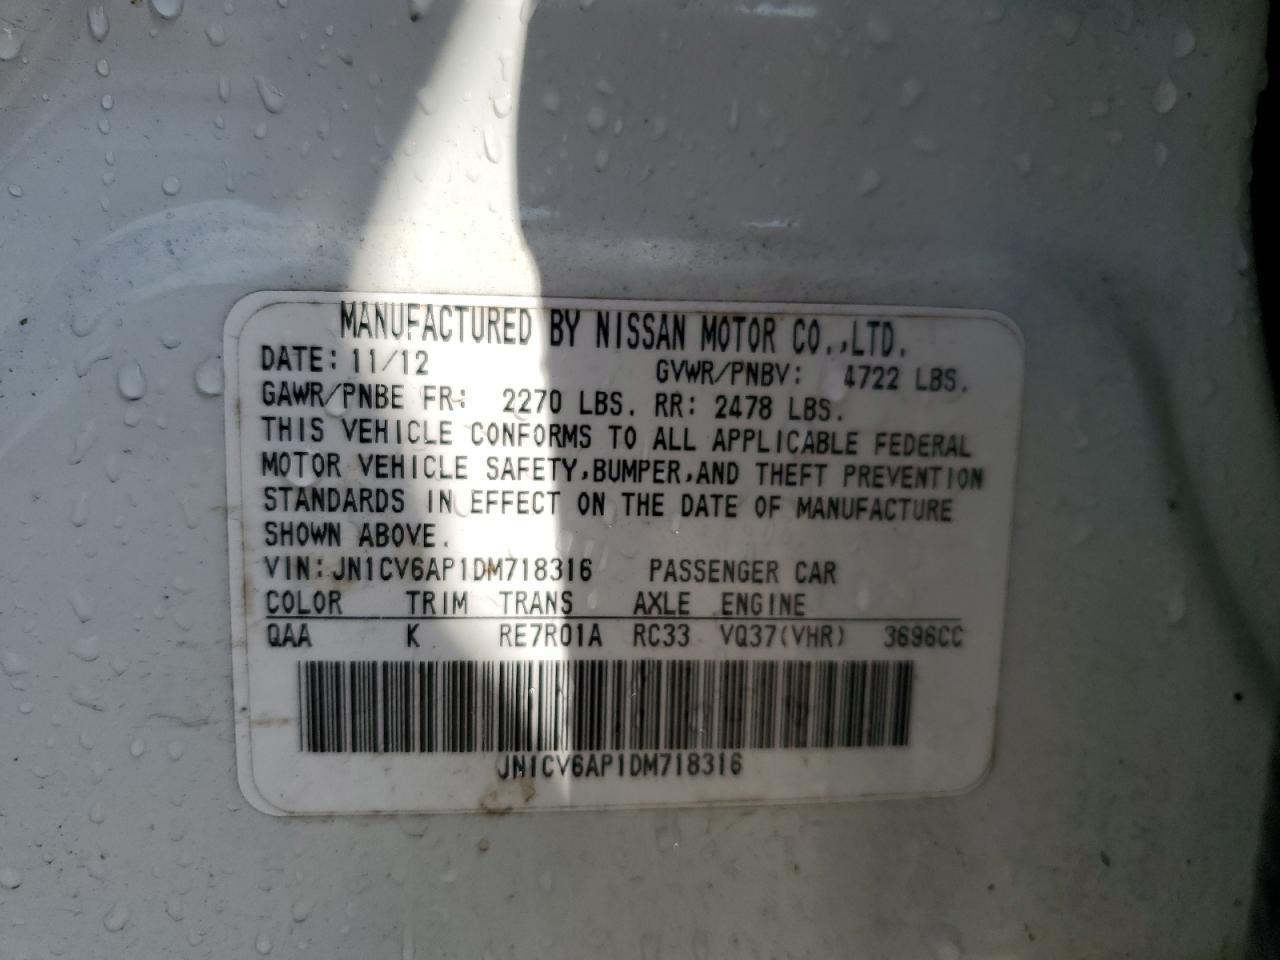 MANUFACTURED BY NISSAN MOTOR CO.,LTD.
DATE: 11/12 GVWR/PNBV: 4722 LBS.
GAWR/PNBE FR: 2270 LBS. RR: 2478 LBS.
THIS VEHICLE CONFORMS TO ALL APPLICABLE FEDERAL
MOTOR VEHICLE SAFETY,BUMPER,AND THEFT PREVENTION
STANDARDS IN EFFECT ON THE DATE OF MANUFACTURE
SHOWN ABOVE.
VIN:JN1CV6AP1DM718316 PASSENGER CAR
COLOR TRIM TRANS AXLE ENGINE
QAA K RE7R01A RC33 VQ37(VHR) 3696CC
JN1CV6AP1DM718316